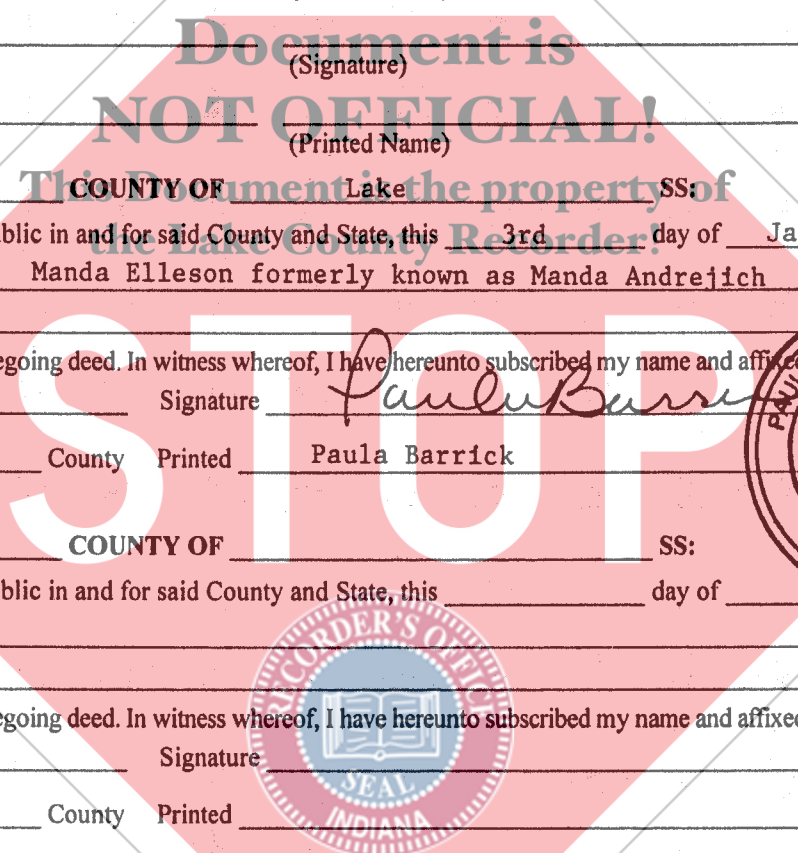 Document is
(Signature)
NOT OFFICIAL!
(Printed Name)
This Document is the property of
COUNTY OF Lake SS:
the Lake County Recorder!
blic in and for said County and State, this 3rd day of Ja
Manda Elleson formerly known as Manda Andrejich
STOP
egoing deed. In witness whereof, I have hereunto subscribed my name and affixed
Signature Paula Barrick
County Printed Paula Barrick
COUNTY OF SS:
blic in and for said County and State, this day of
RECORDER'S OFFICE
egoing deed. In witness whereof, I have hereunto subscribed my name and affixed
Signature
SEAL
County Printed
INDIANA